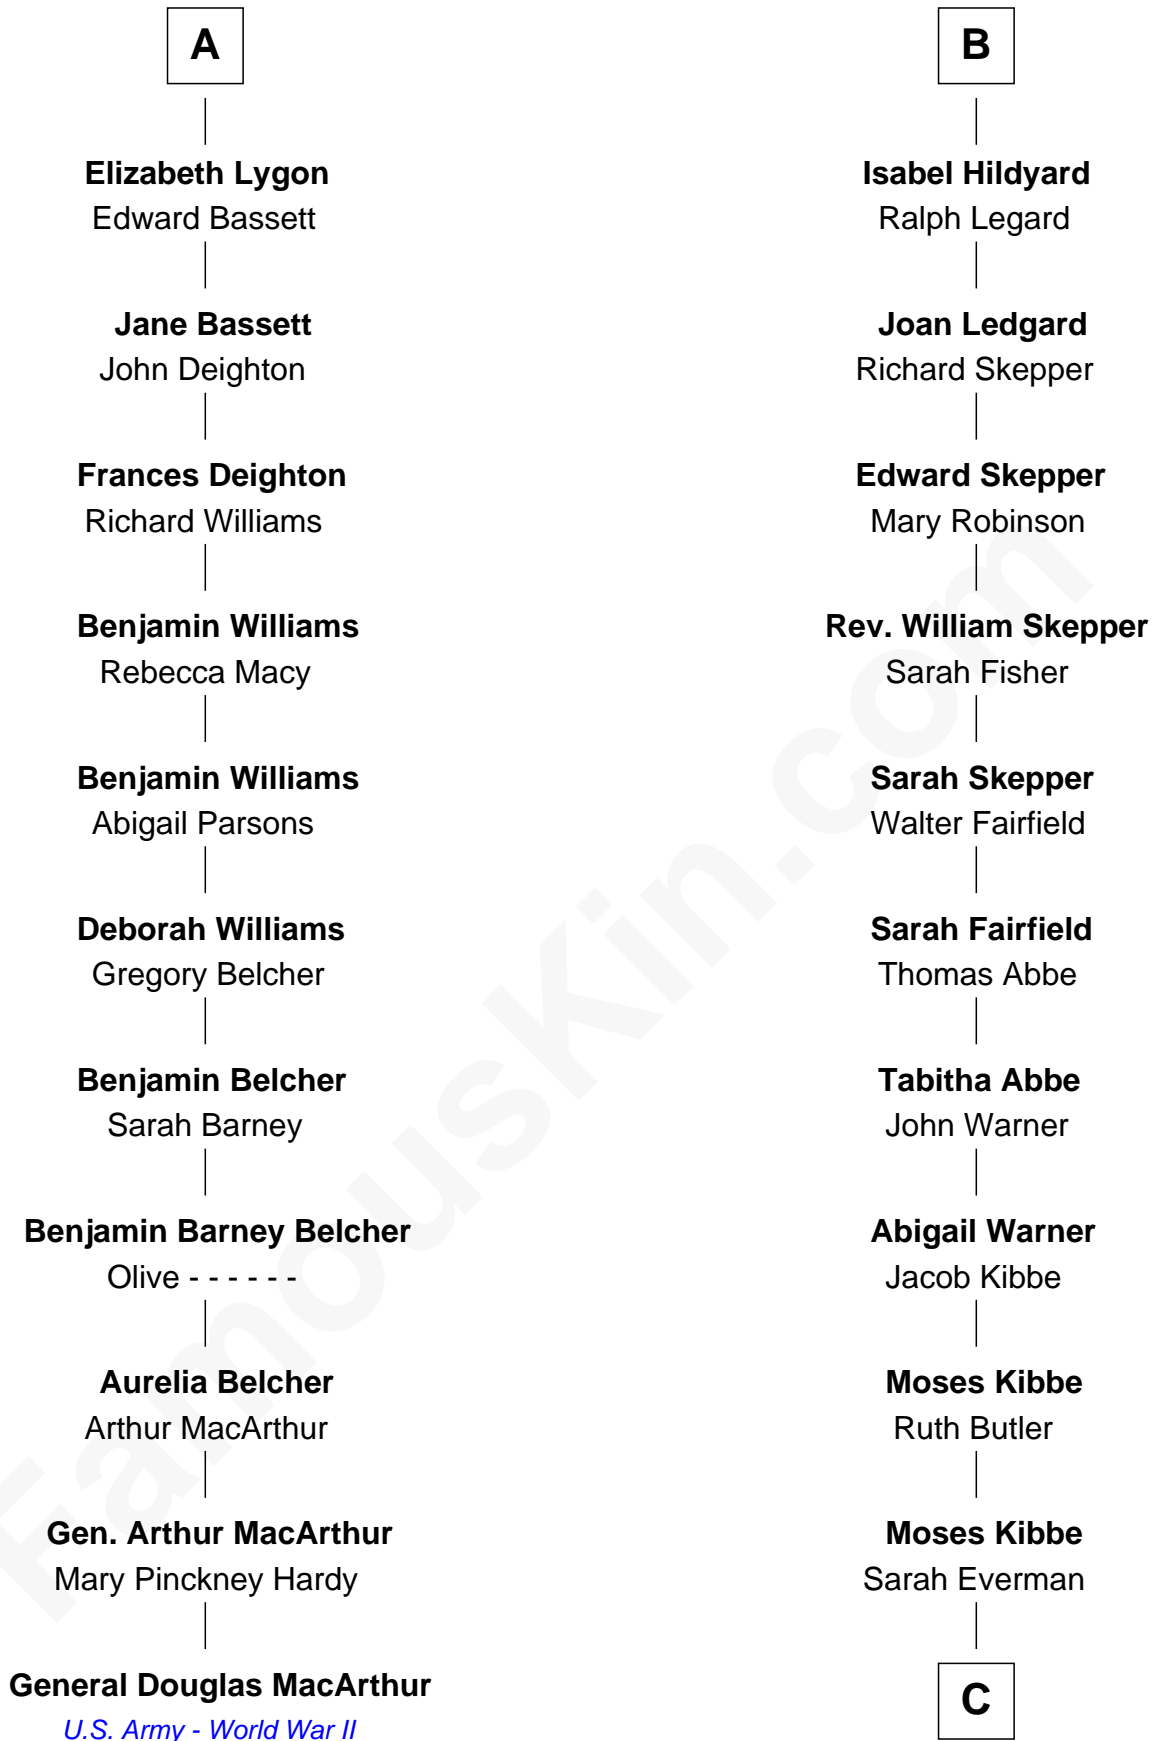 A
Elizabeth Lygon
Edward Bassett
Jane Bassett
John Deighton
Frances Deighton
Richard Williams
Benjamin Williams
Rebecca Macy
Benjamin Williams
Abigail Parsons
Deborah Williams
Gregory Belcher
Benjamin Belcher
Sarah Barney
Benjamin Barney Belcher
Olive - - - - - -
Aurelia Belcher
Arthur MacArthur
Gen. Arthur MacArthur
Mary Pinckney Hardy
General Douglas MacArthur
U.S. Army - World War II
B
Isabel Hildyard
Ralph Legard
Joan Ledgard
Richard Skepper
Edward Skepper
Mary Robinson
Rev. William Skepper
Sarah Fisher
Sarah Skepper
Walter Fairfield
Sarah Fairfield
Thomas Abbe
Tabitha Abbe
John Warner
Abigail Warner
Jacob Kibbe
Moses Kibbe
Ruth Butler
Moses Kibbe
Sarah Everman
C
FamousKin.com